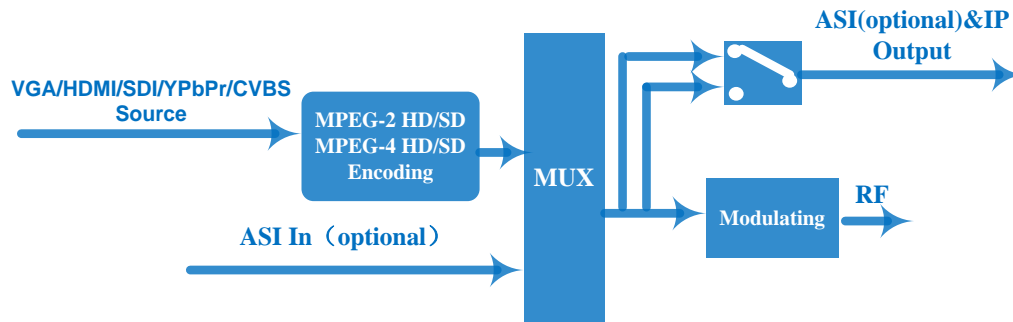 VGA/HDMI/SDI/YPbPr/CVBS
Source
MPEG-2 HD/SD
MPEG-4 HD/SD
Encoding
ASI In（optional）
MUX
ASI(optional)&IP
Output
Modulating
RF